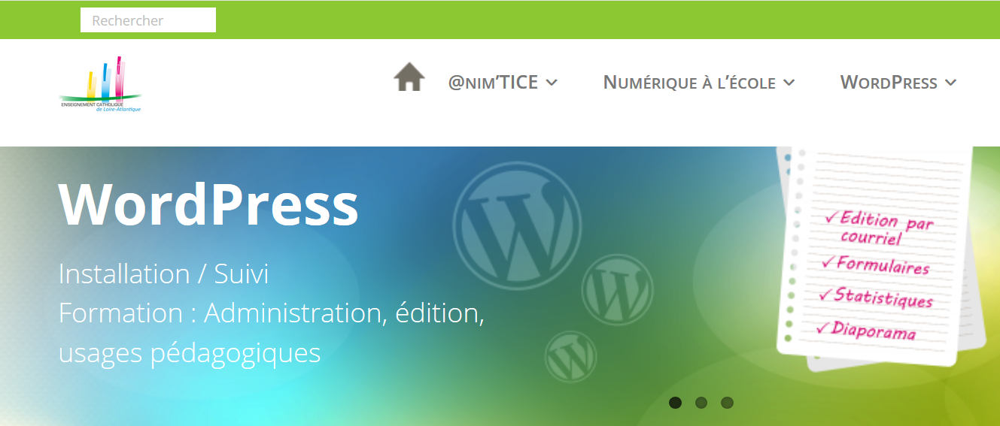 Rechercher
ENSEIGNEMENT CATHOLIQUE
de Loire-Atlantique
@NIM'TICE
NUMÉRIQUE À L'ÉCOLE
WORDPRESS
WordPress
Installation / Suivi
Formation : Administration, édition,
usages pédagogiques
Edition par
courriel
Formulaires
Statistiques
Diaporama